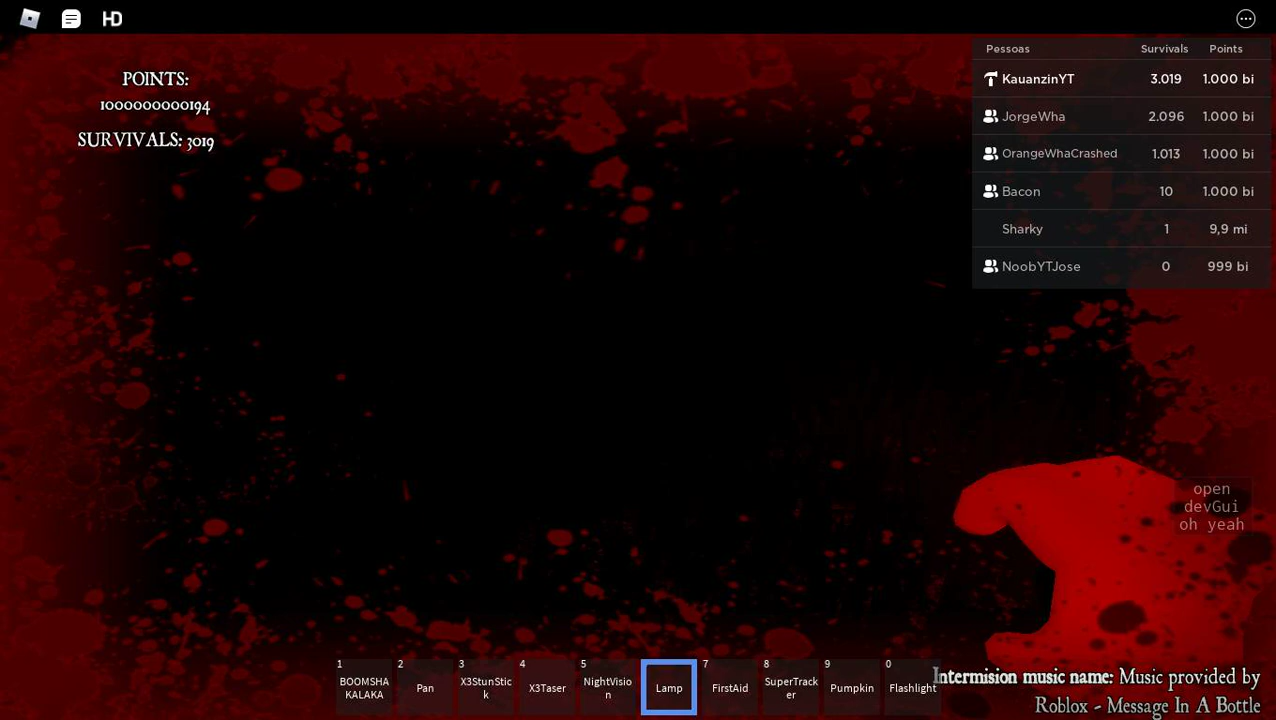 HD
POINTS:
1000000000194
SURVIVALS: 3019
Pessoas Survivals Points
KauanzinYT 3.019 1.000 bi
JorgeWha 2.096 1.000 bi
OrangeWhaCrashed 1.013 1.000 bi
Bacon 10 1.000 bi
Sharky 1 9,9 mi
NoobYTJose 0 999 bi
open
devGui
oh yeah
1 2 3 4 5 7 8 9 0
BOOMSHA
KALAKA
Pan
X3StunStic
k
X3Taser
NightVisio
n
Lamp
FirstAid
SuperTrack
er
Pumpkin
Flashlight
Intermision music name: Music provided by
Roblox - Message In A Bottle